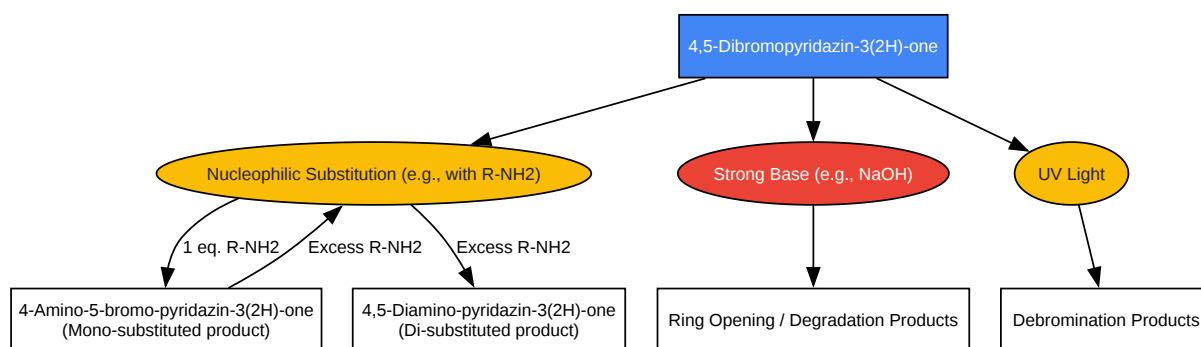 4,5-Dibromopyridazin-3(2H)-one
Nucleophilic Substitution (e.g., with R-NH2)
Strong Base (e.g., NaOH)
UV Light
1 eq. R-NH2
Excess R-NH2
Excess R-NH2
4-Amino-5-bromo-pyridazin-3(2H)-one
(Mono-substituted product)
4,5-Diamino-pyridazin-3(2H)-one
(Di-substituted product)
Ring Opening / Degradation Products
Debromination Products